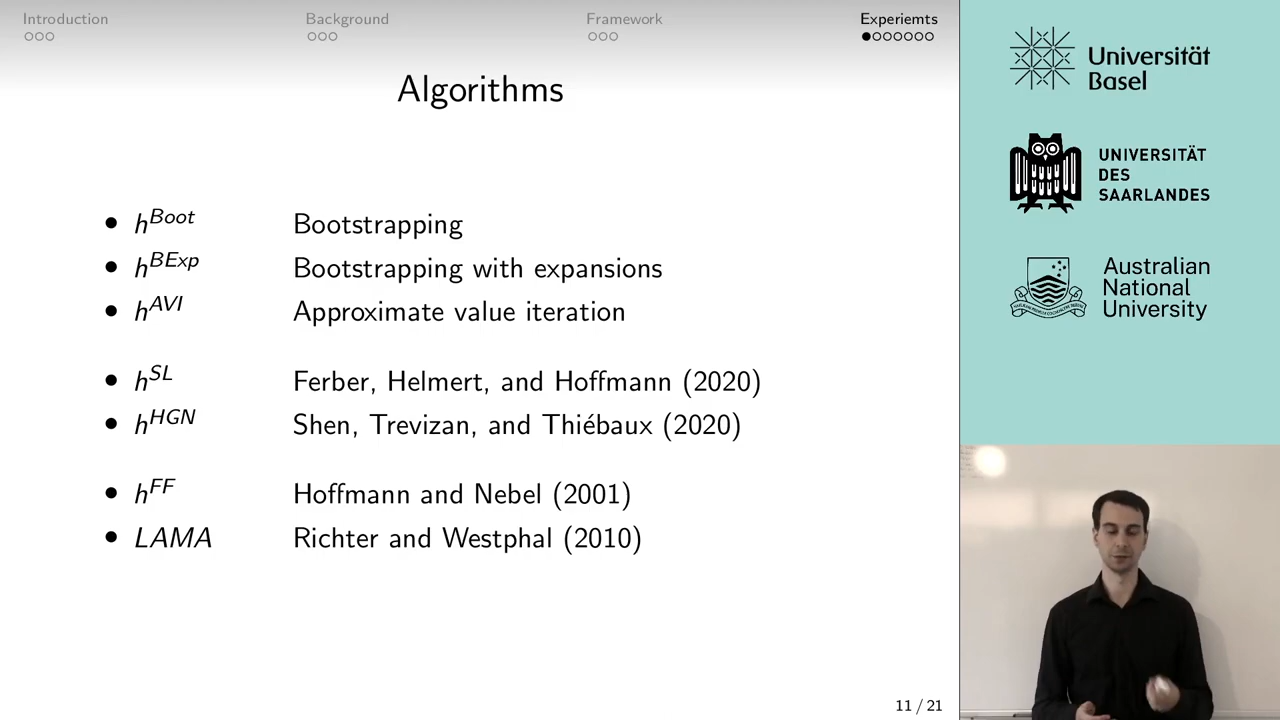 Introduction
Background
Framework
Experiemts
Algorithms
• h^Boot Bootstrapping
• h^BExp Bootstrapping with expansions
• h^AVI Approximate value iteration
• h^SL Ferber, Helmert, and Hoffmann (2020)
• h^HGN Shen, Trevizan, and Thiébaux (2020)
• h^FF Hoffmann and Nebel (2001)
• LAMA Richter and Westphal (2010)
11 / 21
Universität
Basel
UNIVERSITÄT
DES
SAARLANDES
Australian
National
University